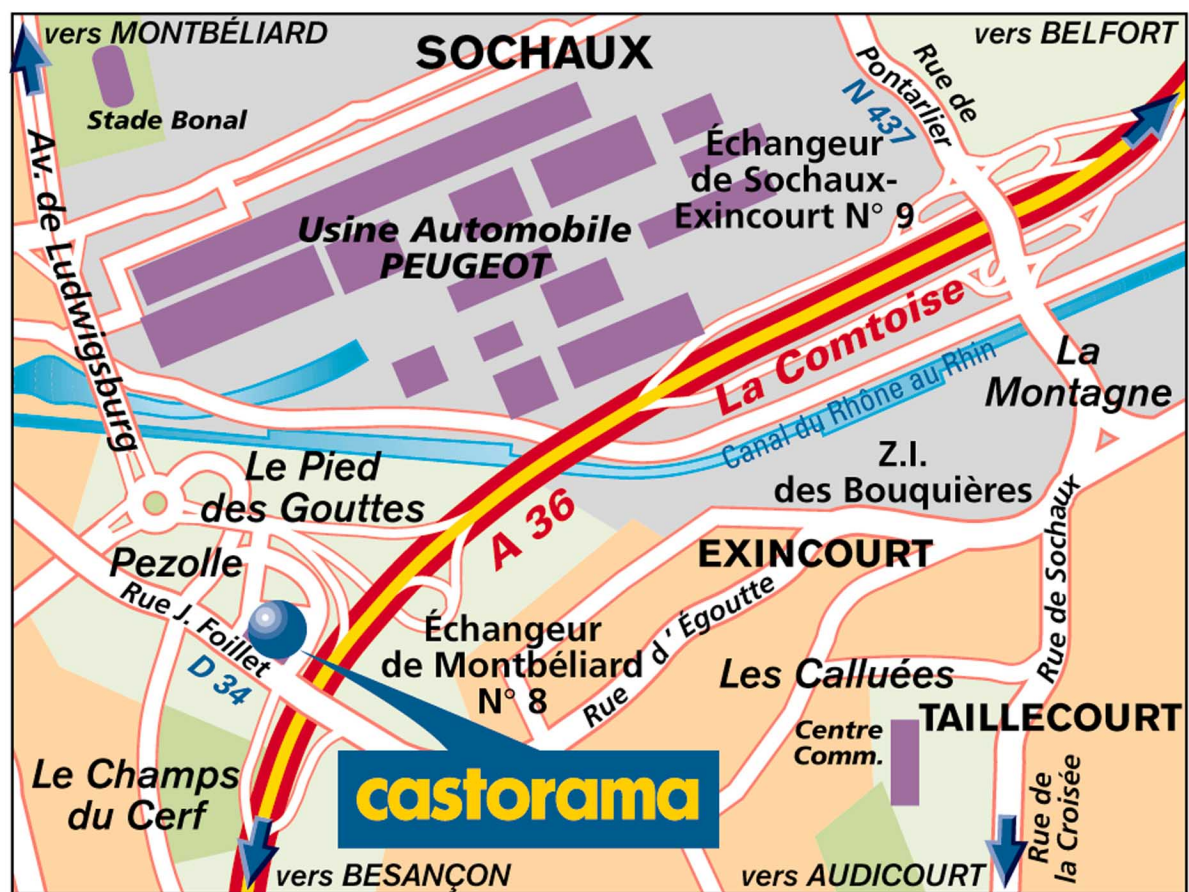 vers MONTBÉLIARD
SOCHAUX
vers BELFORT
Stade Bonal
Rue de
Pontarlier
N 437
Av. de Ludwigsburg
Échangeur
de Sochaux-
Exincourt N° 9
Usine Automobile
PEUGEOT
La Comtoise
La
Montagne
Canal du Rhône au Rhin
Le Pied
des Gouttes
Z.I.
des Bouquières
A 36
EXINCOURT
Pezolle
Rue J. Foillet
D 34
Échangeur
de Montbéliard
N° 8
Rue d'Égoutte
Rue de Sochaux
Les Calluées
TAILLECOURT
Centre
Comm.
Le Champs
du Cerf
castorama
Rue de
la Croisée
vers BESANÇON
vers AUDICOURT